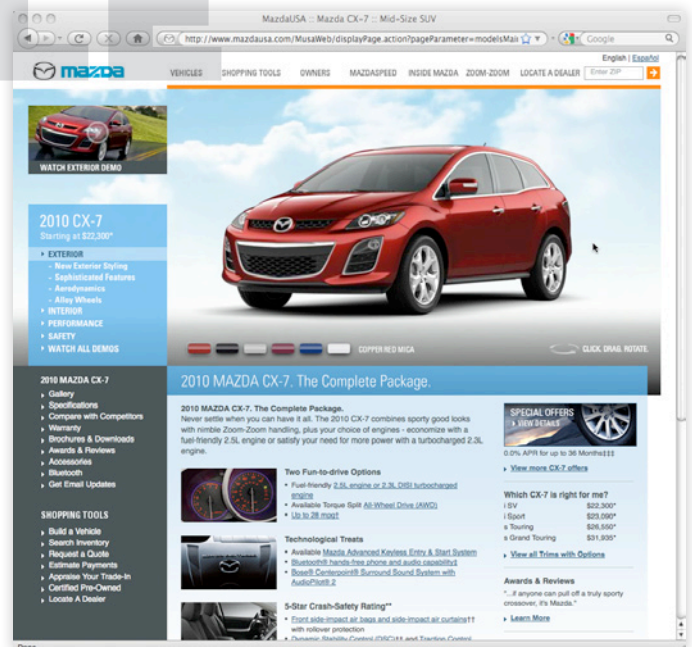 MazdaUSA :: Mazda CX-7 :: Mid-Size SUV
http://www.mazdausa.com/MusaWeb/displayPage.action?pageParameter=modelsMain
Google
English | Español
mazda
VEHICLES SHOPPING TOOLS OWNERS MAZDASPEED INSIDE MAZDA ZOOM-ZOOM LOCATE A DEALER Enter ZIP
WATCH EXTERIOR DEMO
2010 CX-7
Starting at $22,300*
EXTERIOR
- New Exterior Styling
- Sophisticated Features
- Aerodynamics
- Alloy Wheels
INTERIOR
PERFORMANCE
SAFETY
WATCH ALL DEMOS
COPPER RED MICA
CLICK. DRAG. ROTATE.
2010 MAZDA CX-7
Gallery
Specifications
Compare with Competitors
Warranty
Brochures & Downloads
Awards & Reviews
Accessories
Bluetooth
Get Email Updates
SHOPPING TOOLS
Build a Vehicle
Search Inventory
Request a Quote
Estimate Payments
Appraise Your Trade-In
Certified Pre-Owned
Locate A Dealer
2010 MAZDA CX-7. The Complete Package.
2010 MAZDA CX-7. The Complete Package.
Never settle when you can have it all. The 2010 CX-7 combines sporty good looks
with nimble Zoom-Zoom handling, plus your choice of engines - economize with a
fuel-friendly 2.5L engine or satisfy your need for more power with a turbocharged 2.3L
engine.
Two Fun-to-drive Options
• Fuel-friendly 2.5L engine or 2.3L DISI turbocharged
engine
• Available Torque Split All-Wheel Drive (AWD)
• Up to 28 mpg†
Technological Treats
• Available Mazda Advanced Keyless Entry & Start System
• Bluetooth® hands-free phone and audio capability‡
• Bose® Centerpoint® Surround Sound System with
AudioPilot® 2
5-Star Crash-Safety Rating**
• Front side-impact air bags and side-impact air curtains††
with rollover protection
• Dynamic Stability Control (DSC)‡‡ and Traction Control
SPECIAL OFFERS
VIEW DETAILS
0.0% APR for up to 36 Months‡‡‡
View more CX-7 offers
Which CX-7 is right for me?
i SV $22,300*
i Sport $23,090*
s Touring $26,550*
s Grand Touring $31,935*
View all Trims with Options
Awards & Reviews
"...if anyone can pull off a truly sporty
crossover, it's Mazda."
Learn More